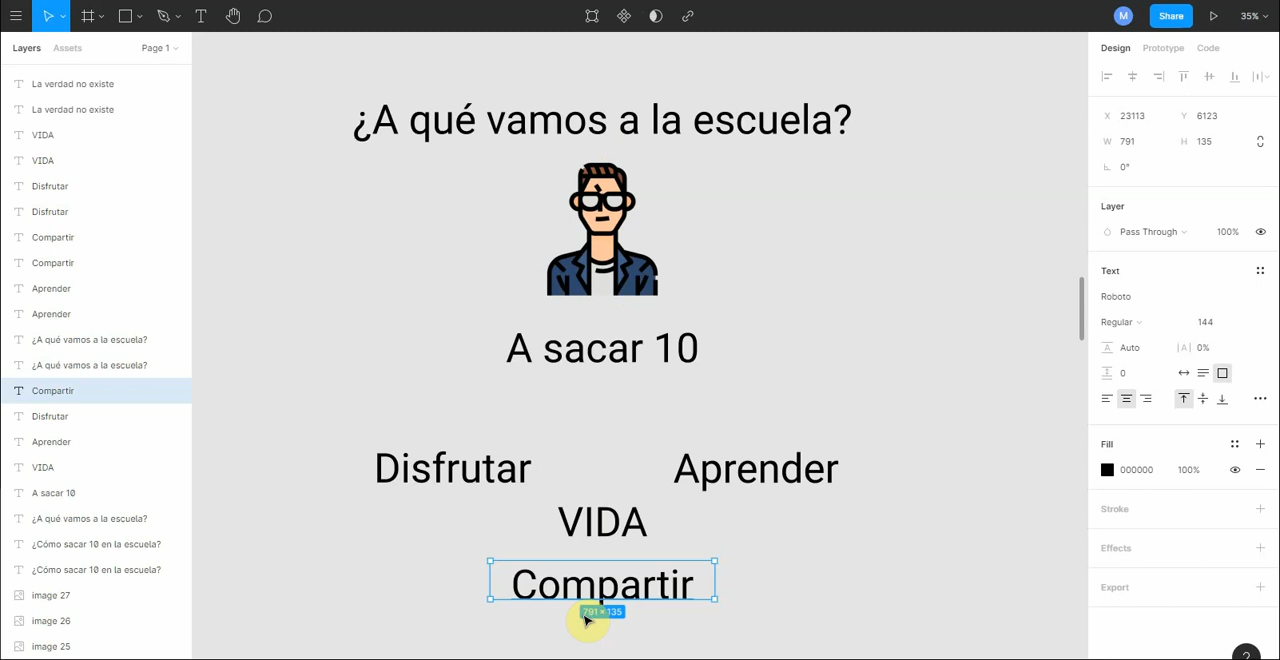 M
Share
35%
Layers
Assets
Page 1
La verdad no existe
La verdad no existe
VIDA
VIDA
Disfrutar
Disfrutar
Compartir
Compartir
Aprender
Aprender
¿A qué vamos a la escuela?
¿A qué vamos a la escuela?
Compartir
Disfrutar
Aprender
VIDA
A sacar 10
¿A qué vamos a la escuela?
¿Cómo sacar 10 en la escuela?
¿Cómo sacar 10 en la escuela?
image 27
image 26
image 25
¿A qué vamos a la escuela?
A sacar 10
Disfrutar
Aprender
VIDA
Compartir
791 × 135
Design
Prototype
Code
X 23113
Y 6123
W 791
H 135
0°
Layer
Pass Through
100%
Text
Roboto
Regular
144
Auto
0%
0
Fill
000000
100%
Stroke
Effects
Export
?